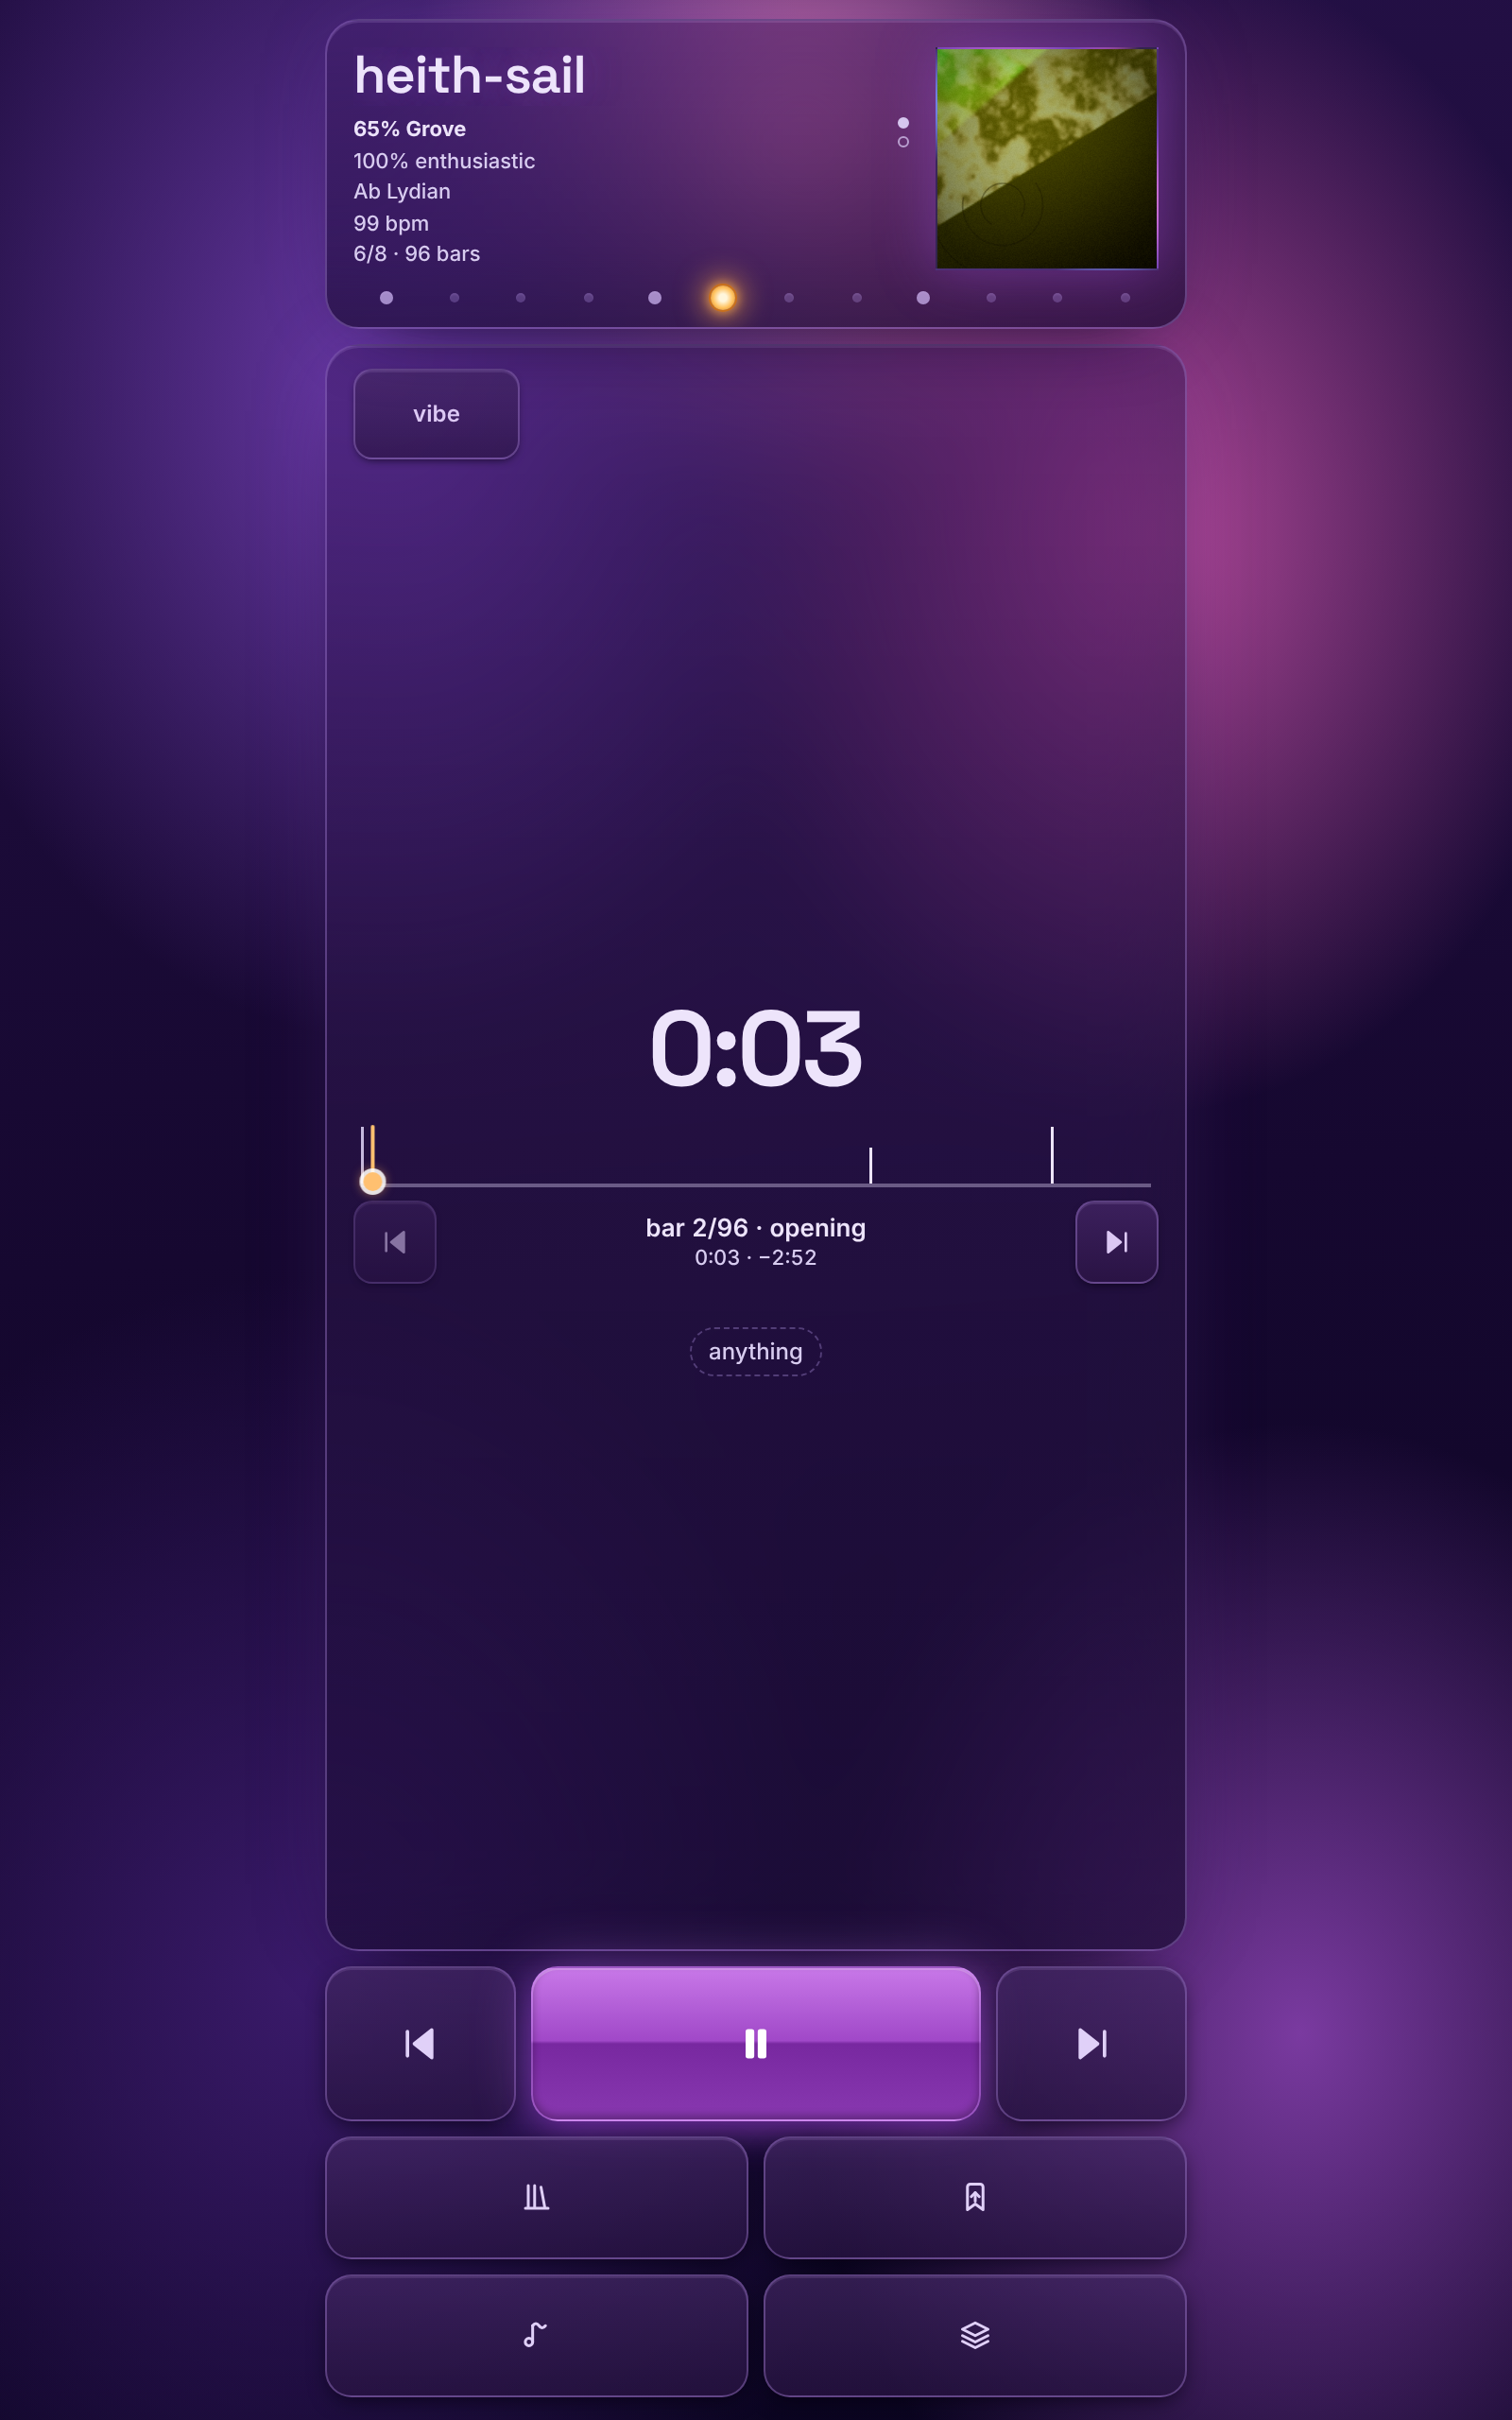 heith-sail
65% Grove
100% enthusiastic
Ab Lydian
99 bpm
6/8 · 96 bars
vibe
0:03
bar 2/96 · opening
0:03 · −2:52
anything